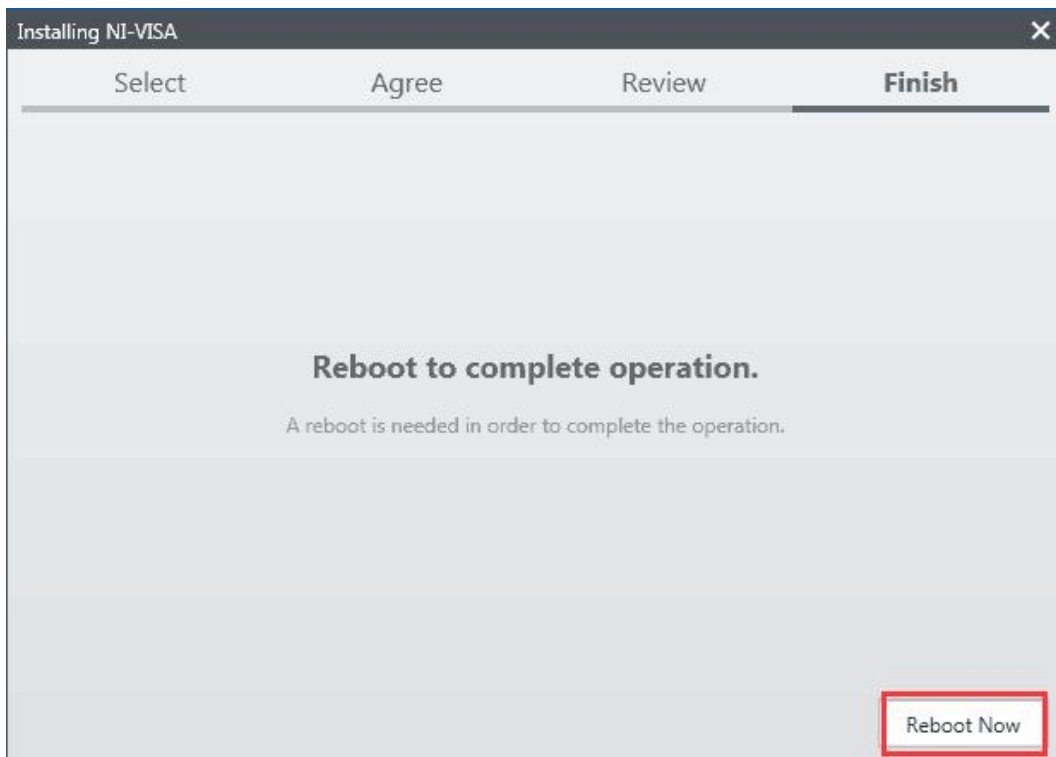 Installing NI-VISA
Select Agree Review Finish
Reboot to complete operation.
A reboot is needed in order to complete the operation.
Reboot Now